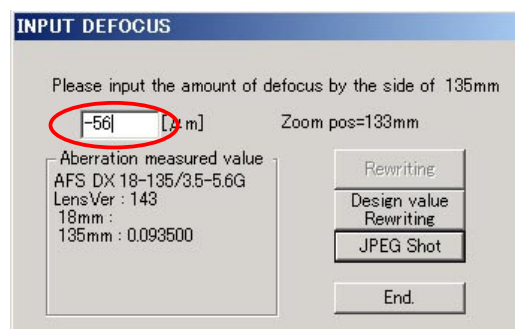 INPUT DEFOCUS
Please input the amount of defocus by the side of 135mm
-56 [μm] Zoom pos=133mm
Aberration measured value
AFS DX 18-135/3.5-5.6G
LensVer : 143
18mm :
135mm : 0.093500
Rewriting
Design value
Rewriting
JPEG Shot
End.